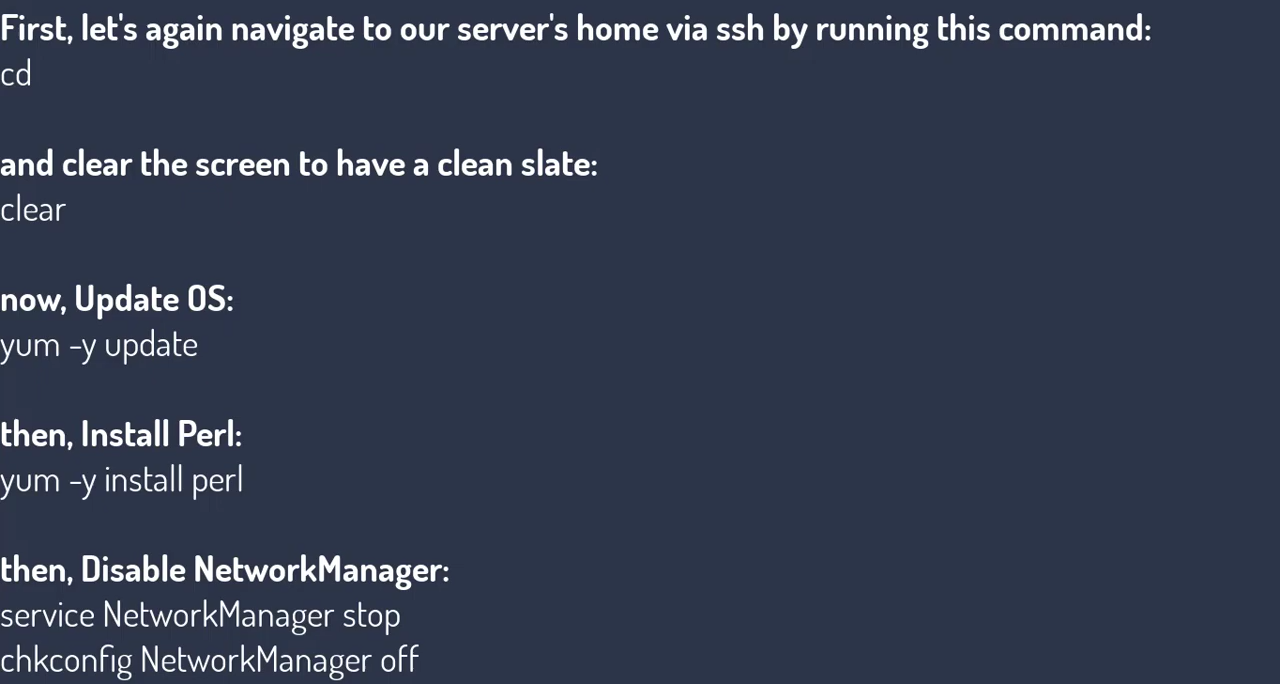 First, let's again navigate to our server's home via ssh by running this command:
cd
and clear the screen to have a clean slate:
clear
now, Update OS:
yum -y update
then, Install Perl:
yum -y install perl
then, Disable NetworkManager:
service NetworkManager stop
chkconfig NetworkManager off